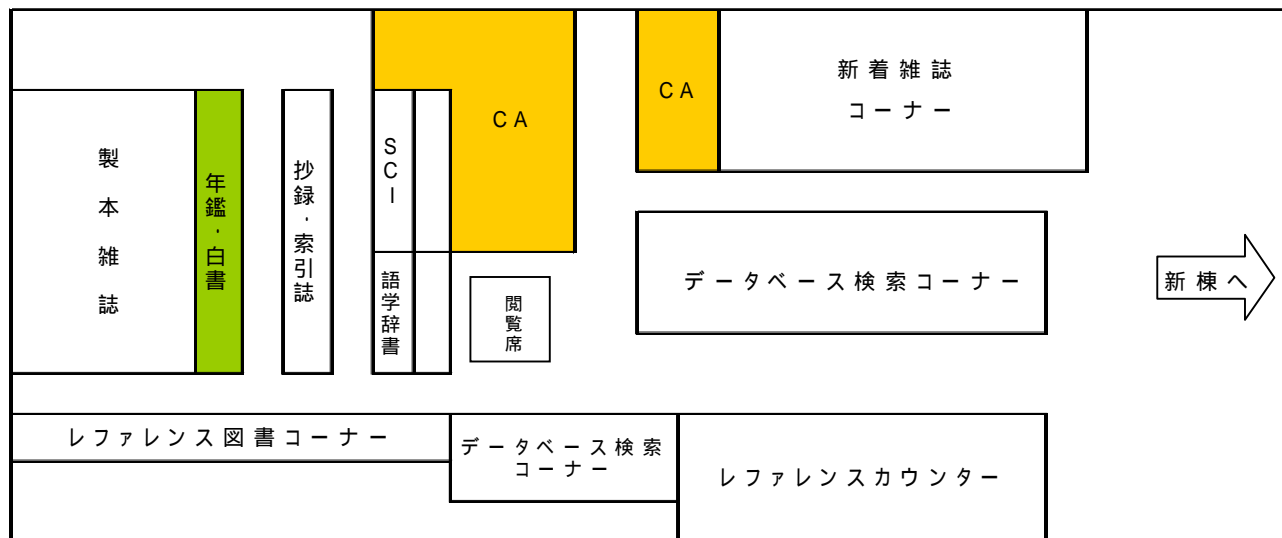 製本雑誌
年鑑・白書
抄録・索引誌
SCI
語学辞書
CA
閲覧席
CA
新着雑誌
コーナー
データベース検索コーナー
新棟へ
レファレンス図書コーナー
データベース検索
コーナー
レファレンスカウンター